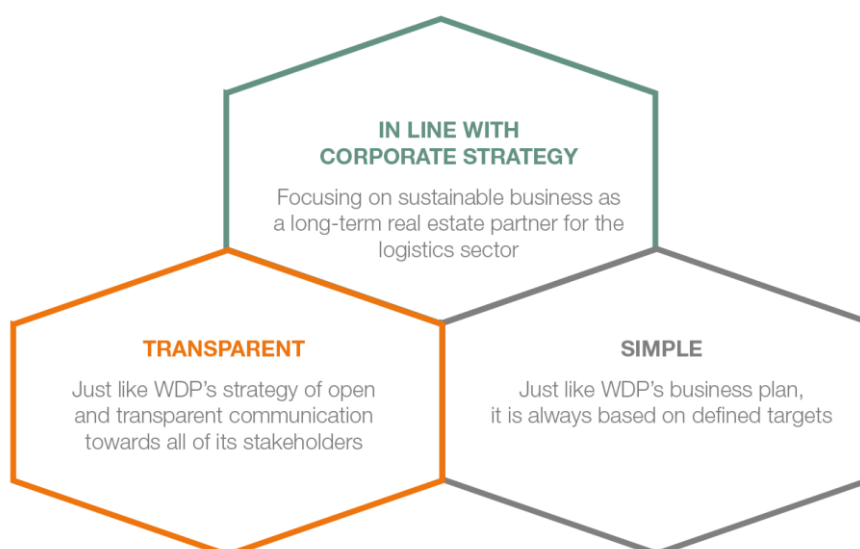 IN LINE WITH
CORPORATE STRATEGY
Focusing on sustainable business as
a long-term real estate partner for the
logistics sector
TRANSPARENT
Just like WDP’s strategy of open
and transparent communication
towards all of its stakeholders
SIMPLE
Just like WDP’s business plan,
it is always based on defined targets